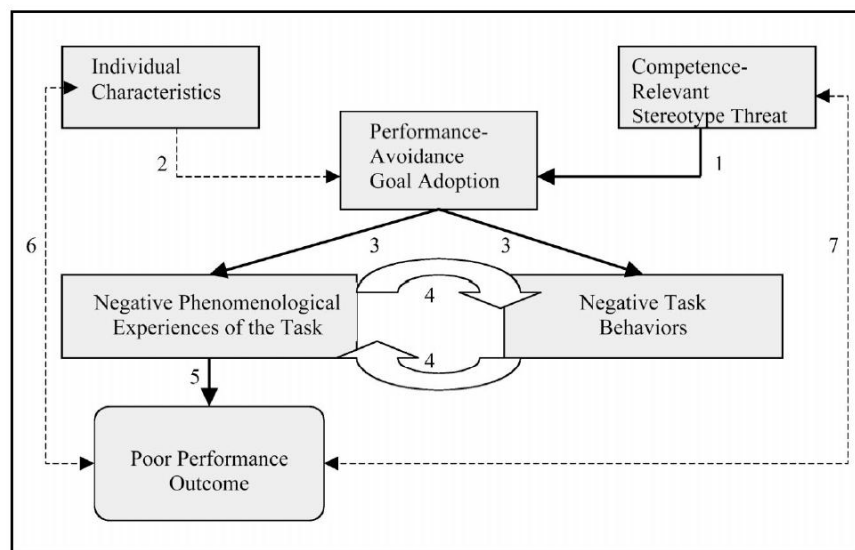 Individual
Characteristics
Competence-
Relevant
Stereotype Threat
Performance-
Avoidance
Goal Adoption
2
1
6
3
3
7
Negative Phenomenological
Experiences of the Task
4
4
Negative Task
Behaviors
5
Poor Performance
Outcome